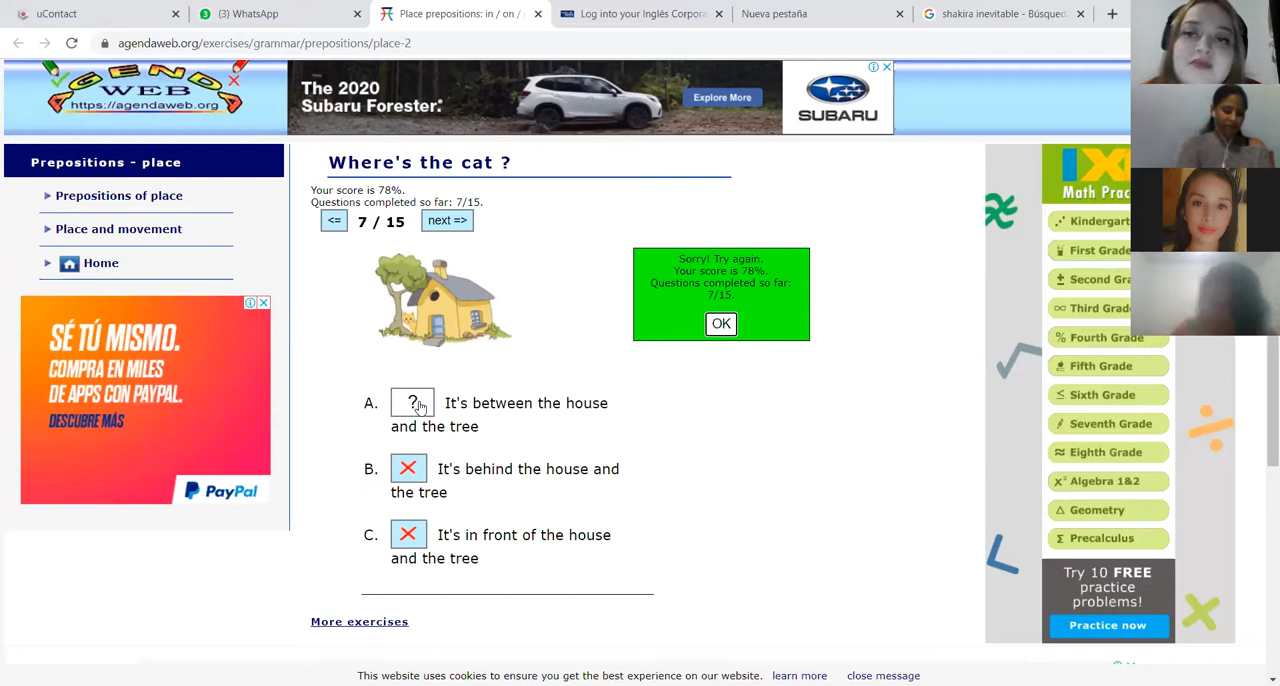 uContact
(3) WhatsApp
Place prepositions: in / on /
Log into your Inglés Corpora
Nueva pestaña
shakira inevitable - Búsqued
agendaweb.org/exercises/grammar/prepositions/place-2
AGENDA
WEB
https://agendaweb.org
The 2020
Subaru Forester.
Explore More
SUBARU
Prepositions - place
Prepositions of place
Place and movement
Home
SÉ TÚ MISMO.
COMPRA EN MILES
DE APPS CON PAYPAL.
DESCUBRE MÁS
PayPal
Where's the cat ?
Your score is 78%.
Questions completed so far: 7/15.
<=
7 / 15
next =>
Sorry! Try again.
Your score is 78%.
Questions completed so far:
7/15.
OK
A. ? It's between the house
and the tree
B. It's behind the house and
the tree
C. It's in front of the house
and the tree
More exercises
IX
Math Prac
Kindergart
First Grade
Second Gra
Third Grad
Fourth Grade
Fifth Grade
Sixth Grade
Seventh Grade
Eighth Grade
Algebra 1&2
Geometry
Precalculus
Try 10 FREE
practice
problems!
Practice now
This website uses cookies to ensure you get the best experience on our website. learn more close message